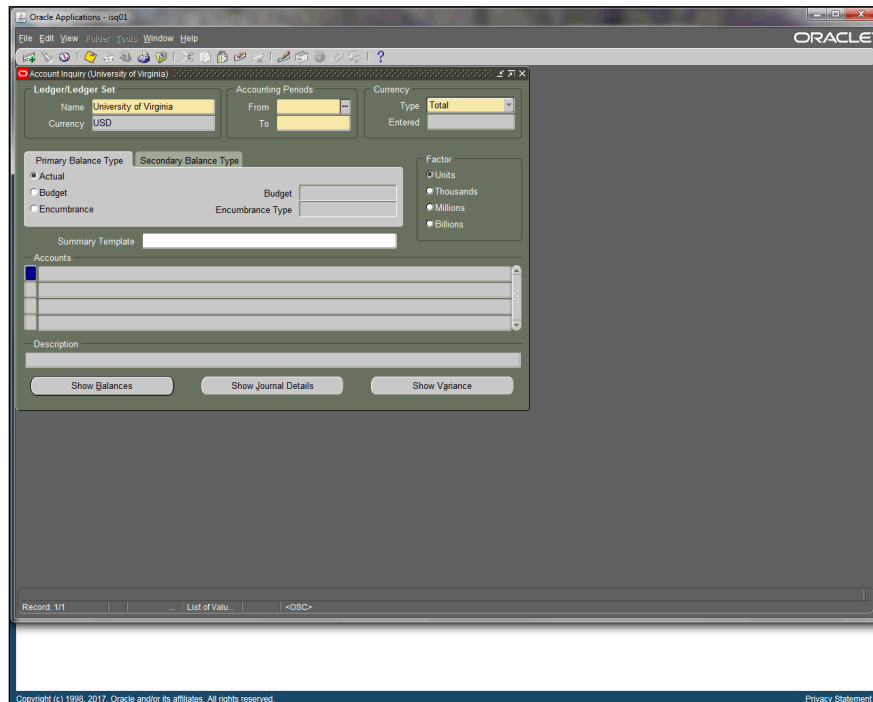 Oracle Applications - isq01
File Edit View Folder Tools Window Help
ORACLE
?
Account Inquiry (University of Virginia)
Ledger/Ledger Set
Accounting Periods
Currency
Name University of Virginia
From ...
Type Total
Currency USD
To
Entered
Primary Balance Type Secondary Balance Type
Factor
Actual
Units
Budget Budget
Thousands
Encumbrance Encumbrance Type
Millions
Billions
Summary Template
Accounts
Description
Show Balances Show Journal Details Show Variance
Record: 1/1 ... List of Valu... <OSC>
Copyright (c) 1998, 2017, Oracle and/or its affiliates. All rights reserved. Privacy Statement